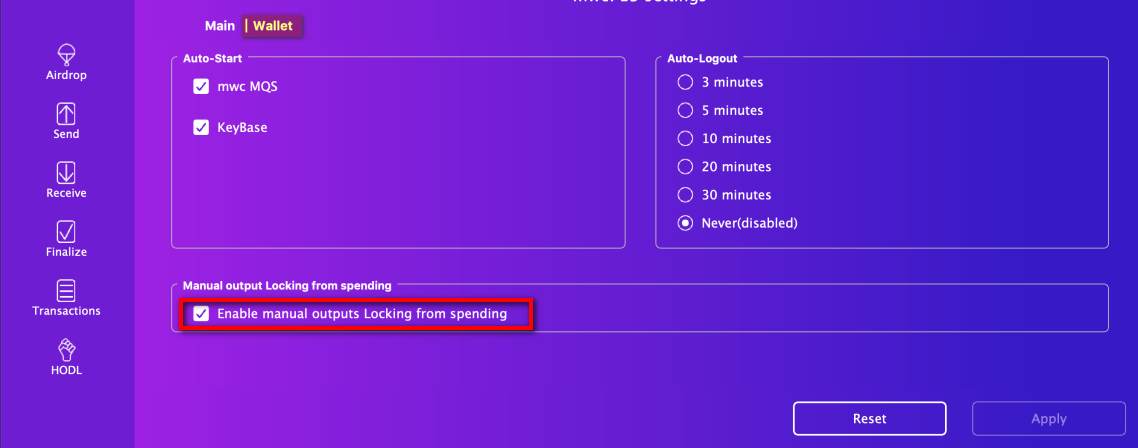 Main | Wallet
Airdrop
Send
Receive
Finalize
Transactions
HODL
Auto-Start
mwc MQS
KeyBase
Auto-Logout
3 minutes
5 minutes
10 minutes
20 minutes
30 minutes
Never(disabled)
Manual output Locking from spending
Enable manual outputs Locking from spending
Reset
Apply